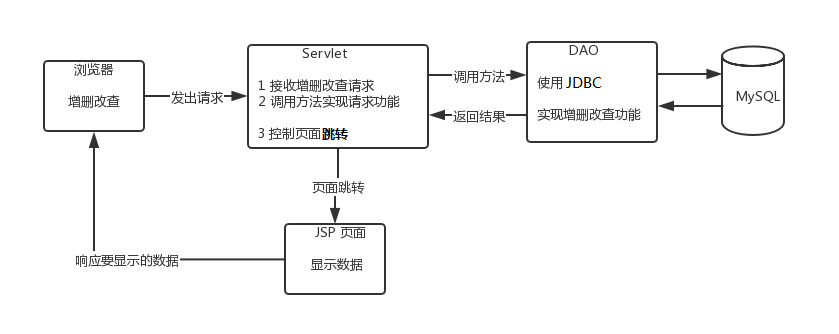 浏览器
增删改查
发出请求
Servlet
1 接收增删改查请求
2 调用方法实现请求功能
3 控制页面跳转
调用方法
返回结果
DAO
使用 JDBC
实现增删改查功能
MySQL
页面跳转
JSP 页面
显示数据
响应要显示的数据